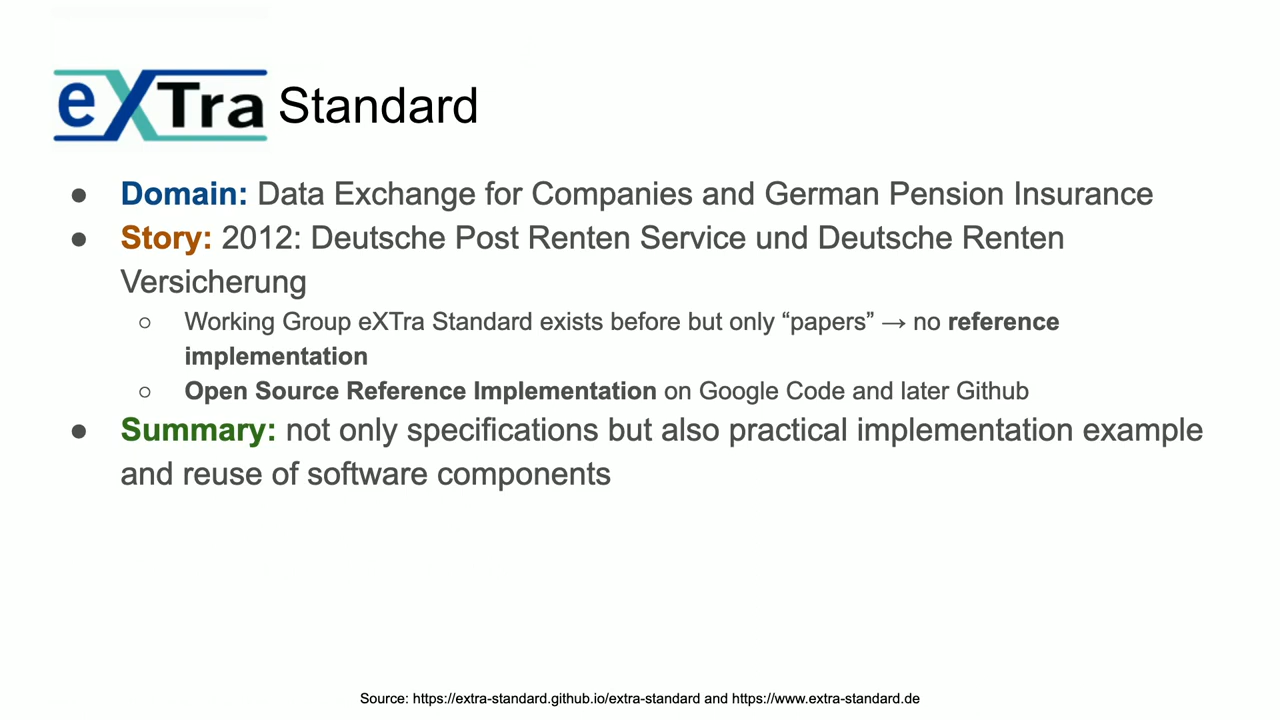 eXTra Standard
● Domain: Data Exchange for Companies and German Pension Insurance
● Story: 2012: Deutsche Post Renten Service und Deutsche Renten
Versicherung
○ Working Group eXTra Standard exists before but only “papers” → no reference
implementation
○ Open Source Reference Implementation on Google Code and later Github
● Summary: not only specifications but also practical implementation example
and reuse of software components
Source: https://extra-standard.github.io/extra-standard and https://www.extra-standard.de